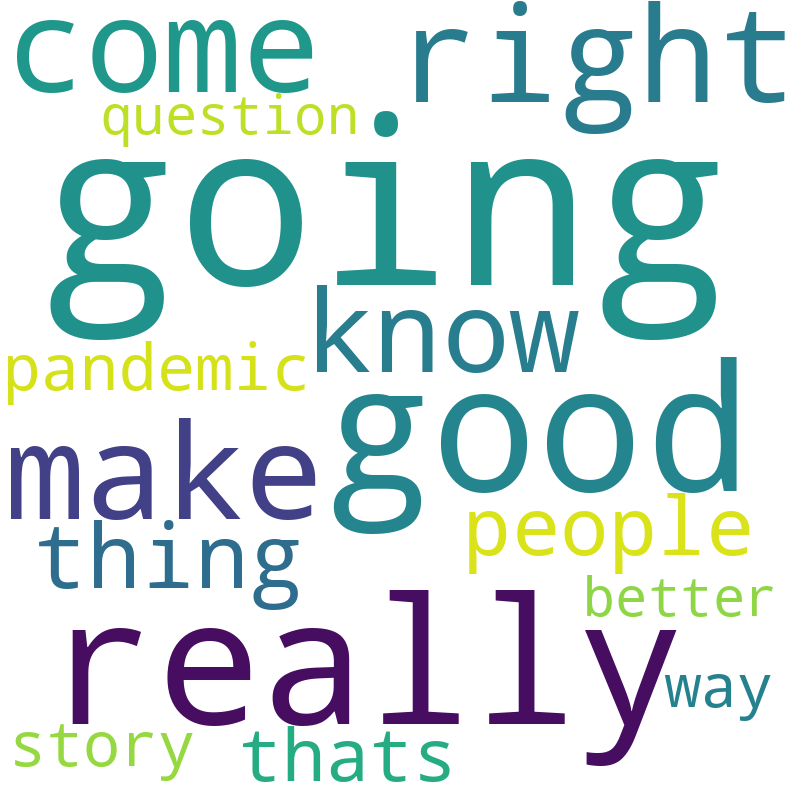 come right
question
going
know
pandemic
good
make
people
thing
better
really
way
story
thats